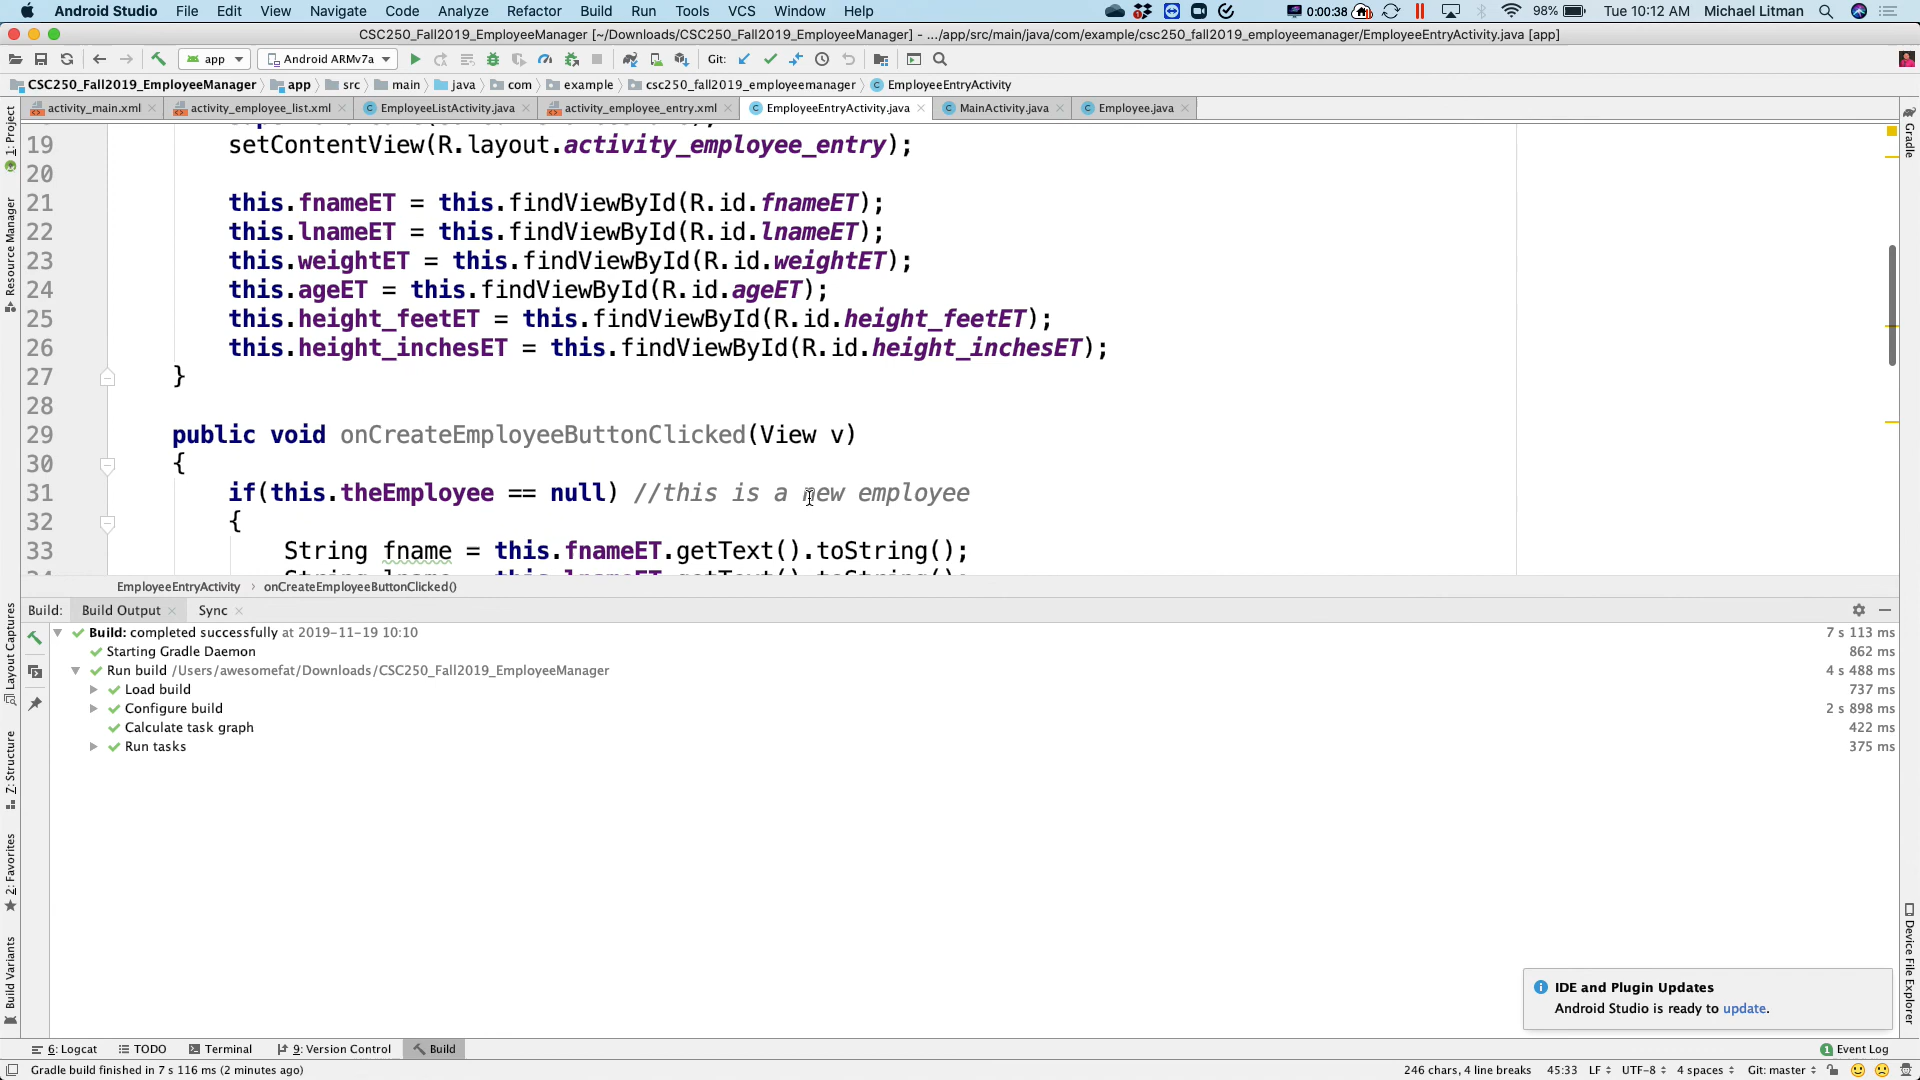 Android Studio File Edit View Navigate Code Analyze Refactor Build Run Tools VCS Window Help 0:00:38 98% Tue 10:12 AM Michael Litman
CSC250_Fall2019_EmployeeManager [~/Downloads/CSC250_Fall2019_EmployeeManager] - .../app/src/main/java/com/example/csc250_fall2019_employeemanager/EmployeeEntryActivity.java [app]
app Android ARMv7a Git:
CSC250_Fall2019_EmployeeManager app src main java com example csc250_fall2019_employeemanager EmployeeEntryActivity
activity_main.xml activity_employee_list.xml EmployeeListActivity.java activity_employee_entry.xml EmployeeEntryActivity.java MainActivity.java Employee.java
19 setContentView(R.layout.activity_employee_entry);
20
21 this.fnameET = this.findViewById(R.id.fnameET);
22 this.lnameET = this.findViewById(R.id.lnameET);
23 this.weightET = this.findViewById(R.id.weightET);
24 this.ageET = this.findViewById(R.id.ageET);
25 this.height_feetET = this.findViewById(R.id.height_feetET);
26 this.height_inchesET = this.findViewById(R.id.height_inchesET);
27 }
28
29 public void onCreateEmployeeButtonClicked(View v)
30 {
31 if(this.theEmployee == null) //this is a new employee
32 {
33 String fname = this.fnameET.getText().toString();
EmployeeEntryActivity › onCreateEmployeeButtonClicked()
Build: Build Output Sync
Build: completed successfully at 2019-11-19 10:10 7 s 113 ms
Starting Gradle Daemon 862 ms
Run build /Users/awesomefat/Downloads/CSC250_Fall2019_EmployeeManager 4 s 488 ms
Load build 737 ms
Configure build 2 s 898 ms
Calculate task graph 422 ms
Run tasks 375 ms
1: Project
Resource Manager
Layout Captures
Z: Structure
2: Favorites
Build Variants
Gradle
Device File Explorer
IDE and Plugin Updates
Android Studio is ready to update.
6: Logcat TODO Terminal 9: Version Control Build 1 Event Log
Gradle build finished in 7 s 116 ms (2 minutes ago) 246 chars, 4 line breaks 45:33 LF UTF-8 4 spaces Git: master